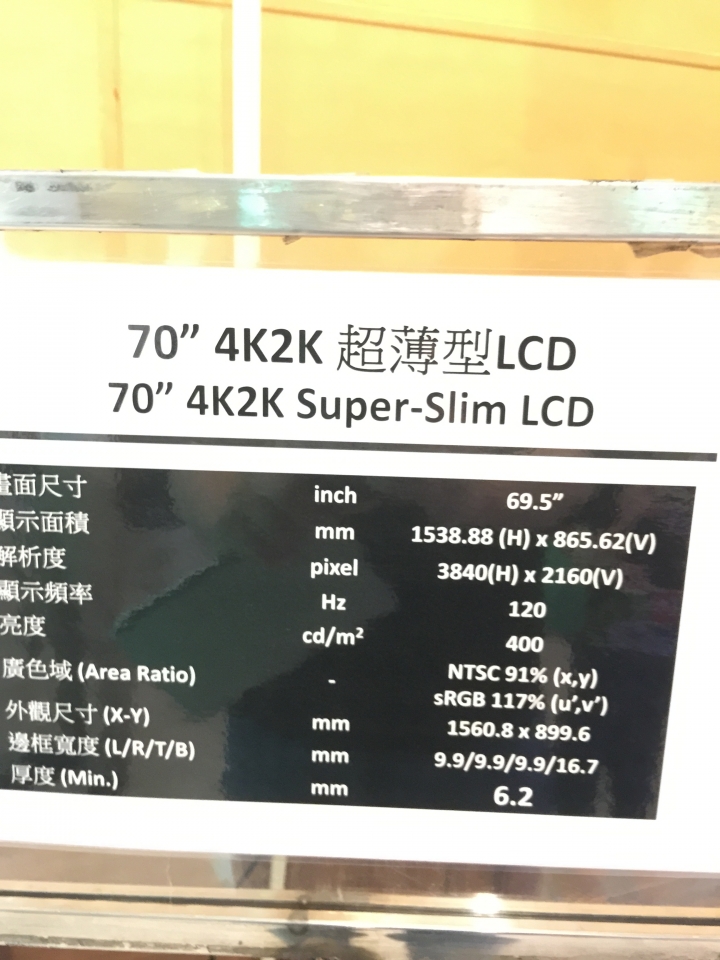 70” 4K2K 超薄型LCD
70” 4K2K Super-Slim LCD
畫面尺寸 inch 69.5”
顯示面積 mm 1538.88 (H) x 865.62(V)
解析度 pixel 3840(H) x 2160(V)
顯示頻率 Hz 120
亮度 cd/m² 400
廣色域 (Area Ratio) - NTSC 91% (x,y)
sRGB 117% (u’,v’)
外觀尺寸 (X-Y) mm 1560.8 x 899.6
邊框寬度 (L/R/T/B) mm 9.9/9.9/9.9/16.7
厚度 (Min.) mm 6.2